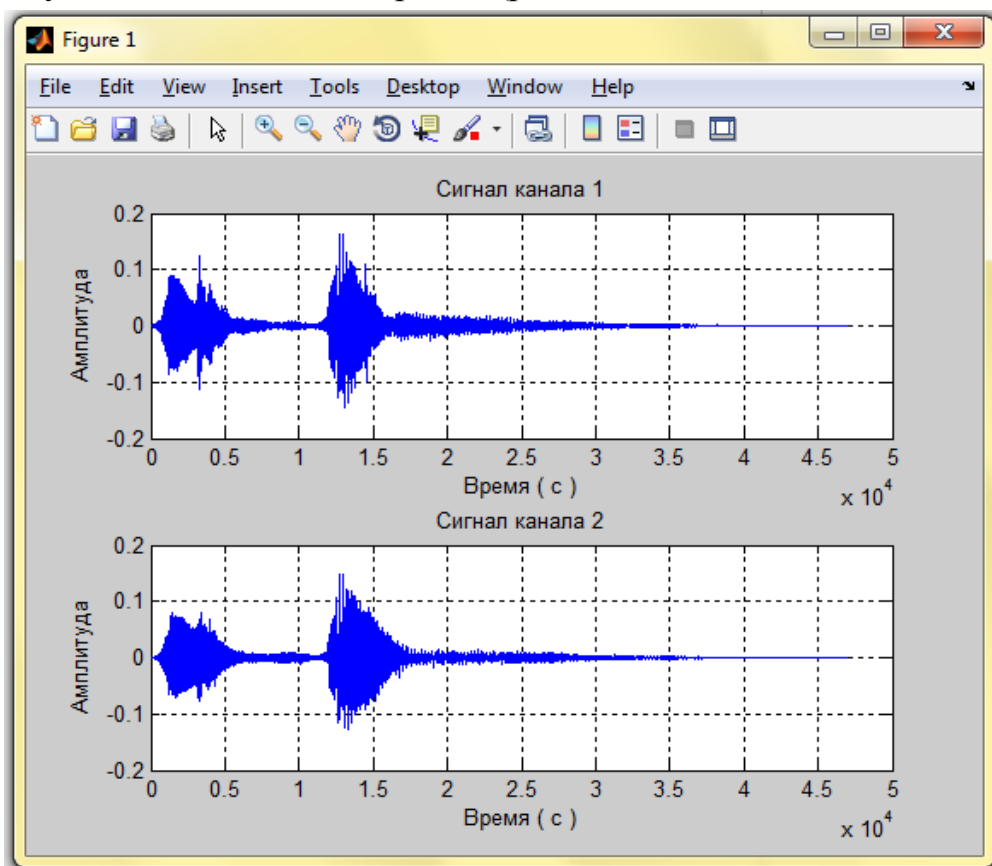 Figure 1
File Edit View Insert Tools Desktop Window Help
Сигнал канала 1
Амплитуда
0.2
0.1
0
-0.1
-0.2
0 0.5 1 1.5 2 2.5 3 3.5 4 4.5 5
Время ( с )
x 10^4
Сигнал канала 2
Амплитуда
0.2
0.1
0
-0.1
-0.2
0 0.5 1 1.5 2 2.5 3 3.5 4 4.5 5
Время ( с )
x 10^4